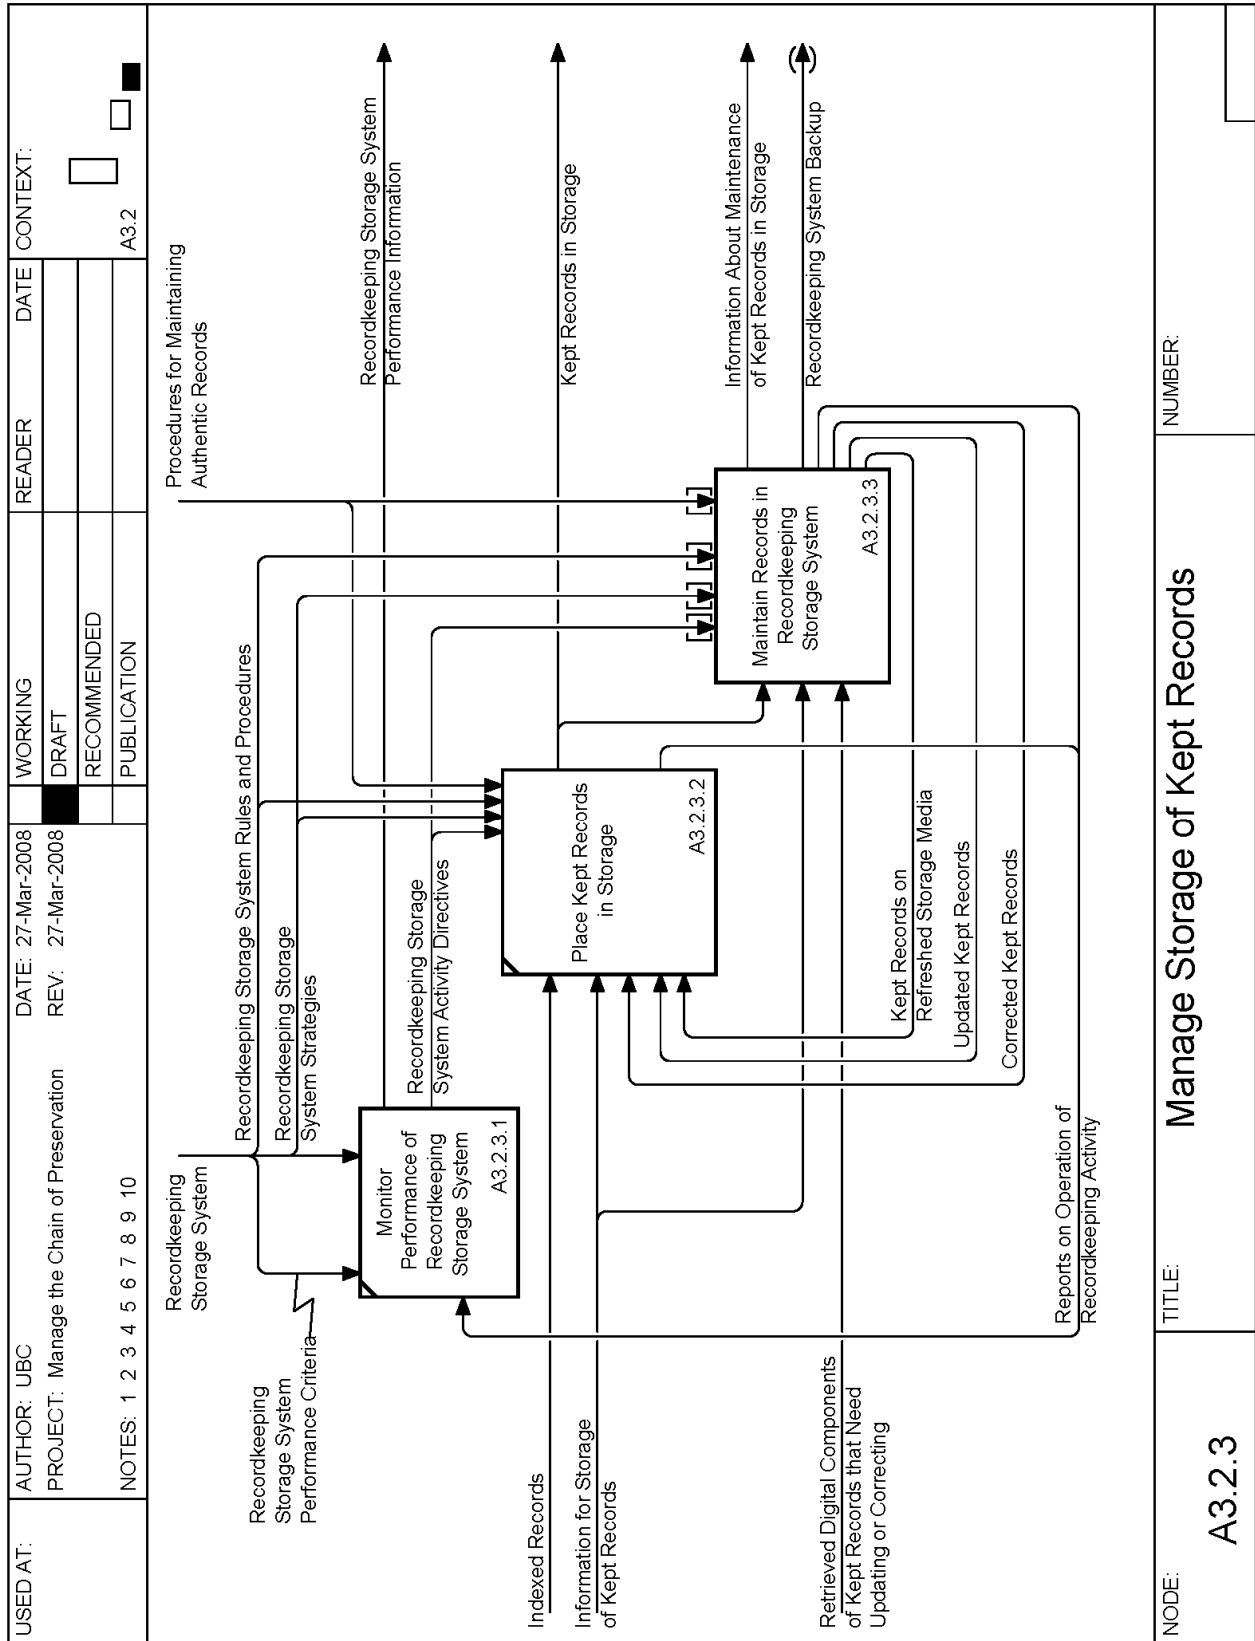 USED AT:
AUTHOR: UBC
DATE: 27-Mar-2008
WORKING
READER
DATE
CONTEXT:
PROJECT: Manage the Chain of Preservation
REV: 27-Mar-2008
DRAFT
RECOMMENDED
NOTES: 1 2 3 4 5 6 7 8 9 10
PUBLICATION
A3.2
Recordkeeping
Storage System
Procedures for Maintaining
Authentic Records
Recordkeeping Storage System Rules and Procedures
Recordkeeping Storage
System Strategies
Recordkeeping
Storage System
Performance Criteria
Recordkeeping Storage System
Performance Information
Monitor
Performance of
Recordkeeping
Storage System
A3.2.3.1
Recordkeeping Storage
System Activity Directives
Indexed Records
Kept Records in Storage
Information for Storage
of Kept Records
Place Kept Records
in Storage
A3.2.3.2
Information About Maintenance
of Kept Records in Storage
Maintain Records in
Recordkeeping
Storage System
A3.2.3.3
Recordkeeping System Backup
Retrieved Digital Components
of Kept Records that Need
Updating or Correcting
Kept Records on
Refreshed Storage Media
Updated Kept Records
Corrected Kept Records
Reports on Operation of
Recordkeeping Activity
NODE:
TITLE:
NUMBER:
A3.2.3
Manage Storage of Kept Records